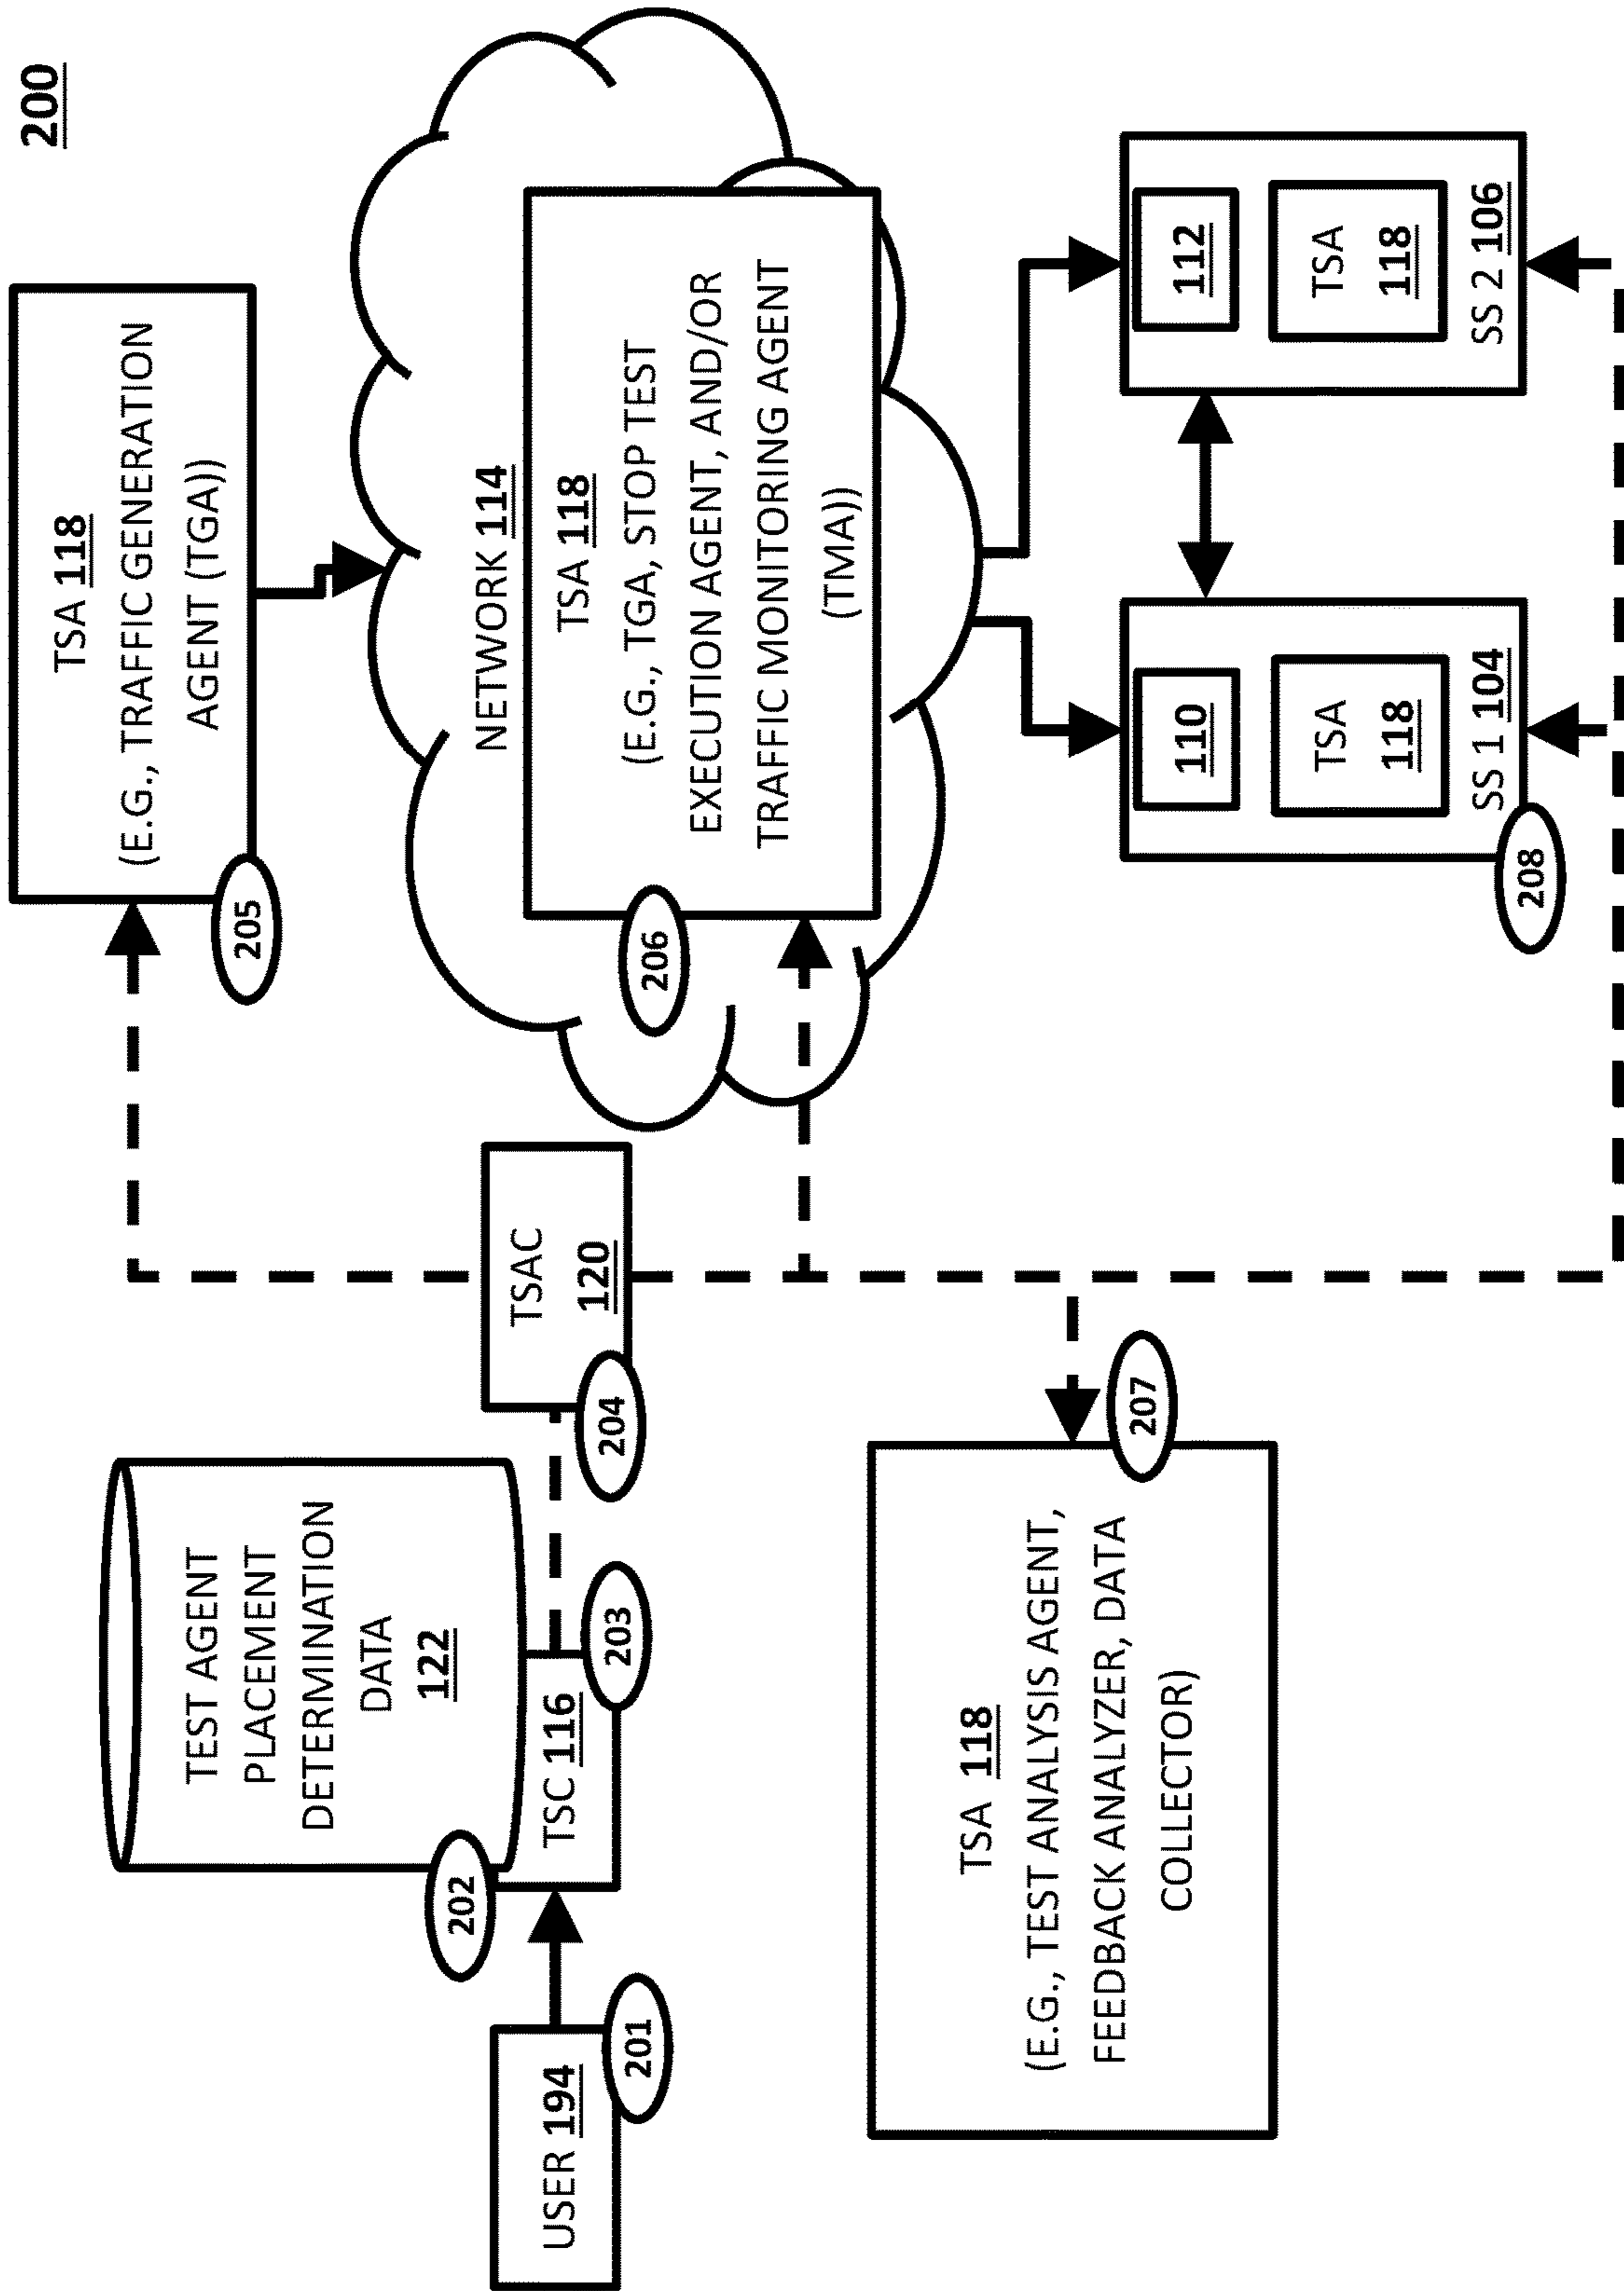 200
TSA 118
(E.G., TRAFFIC GENERATION
AGENT (TGA))
205
TEST AGENT
PLACEMENT
DETERMINATION
DATA
122
202
USER 194
201
TSC 116
203
TSAC
120
204
NETWORK 114
TSA 118
(E.G., TGA, STOP TEST
EXECUTION AGENT, AND/OR
TRAFFIC MONITORING AGENT
(TMA))
206
TSA 118
(E.G., TEST ANALYSIS AGENT,
FEEDBACK ANALYZER, DATA
COLLECTOR)
207
110
TSA
118
SS 1 104
208
112
TSA
118
SS 2 106